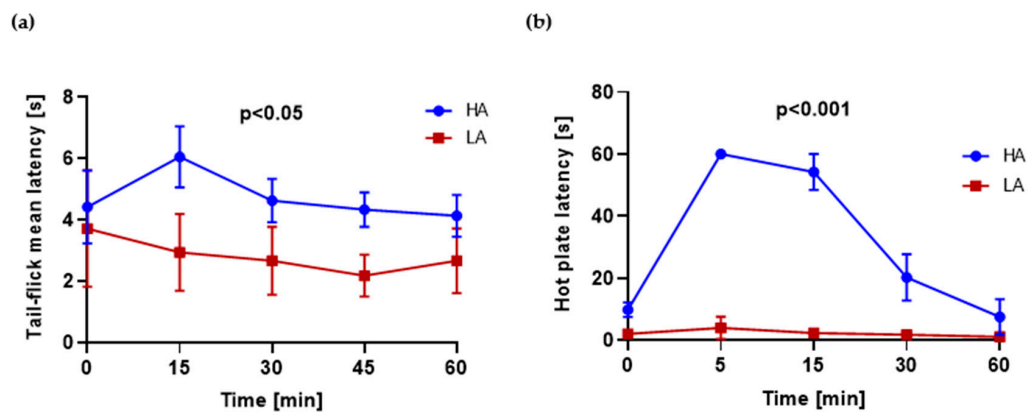 (a)
Tail-flick mean latency [s]
8
6
4
2
0
p<0.05
HA
LA
0 15 30 45 60
Time [min]
(b)
Hot plate latency [s]
80
60
40
20
0
p<0.001
HA
LA
0 5 15 30 60
Time [min]